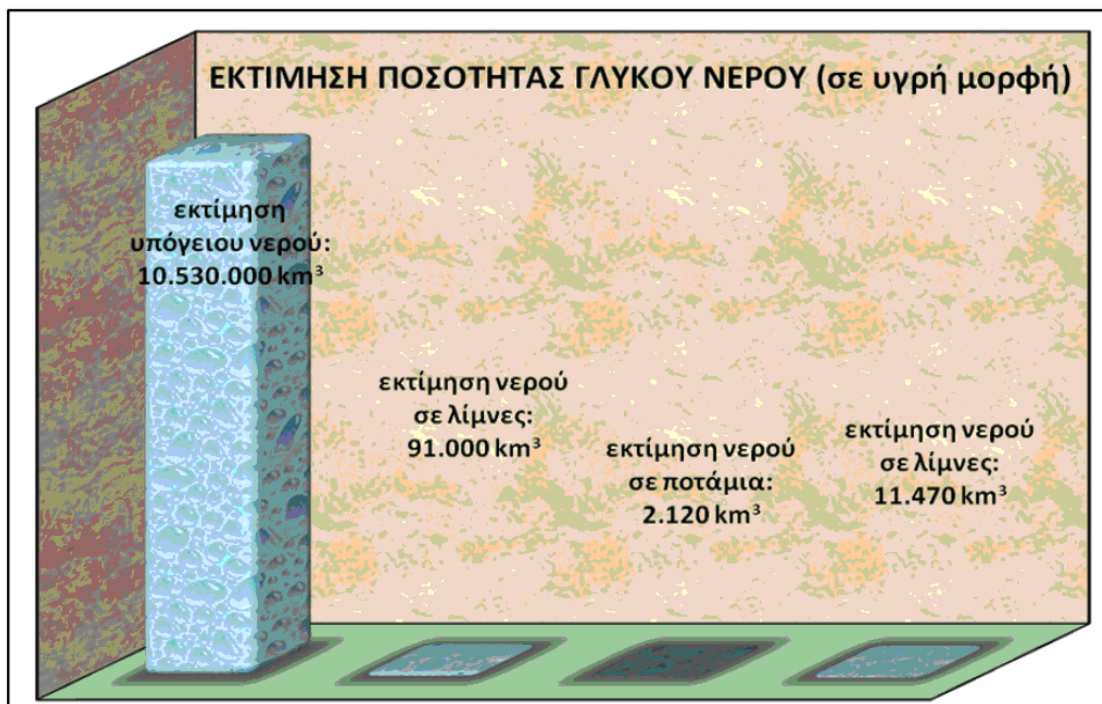 ΕΚΤΙΜΗΣΗ ΠΟΣΟΤΗΤΑΣ ΓΛΥΚΟΥ ΝΕΡΟΥ (σε υγρή μορφή)
εκτίμηση
υπόγειου νερού:
10.530.000 km³
εκτίμηση νερού
σε λίμνες:
91.000 km³
εκτίμηση νερού
σε ποτάμια:
2.120 km³
εκτίμηση νερού
σε λίμνες:
11.470 km³